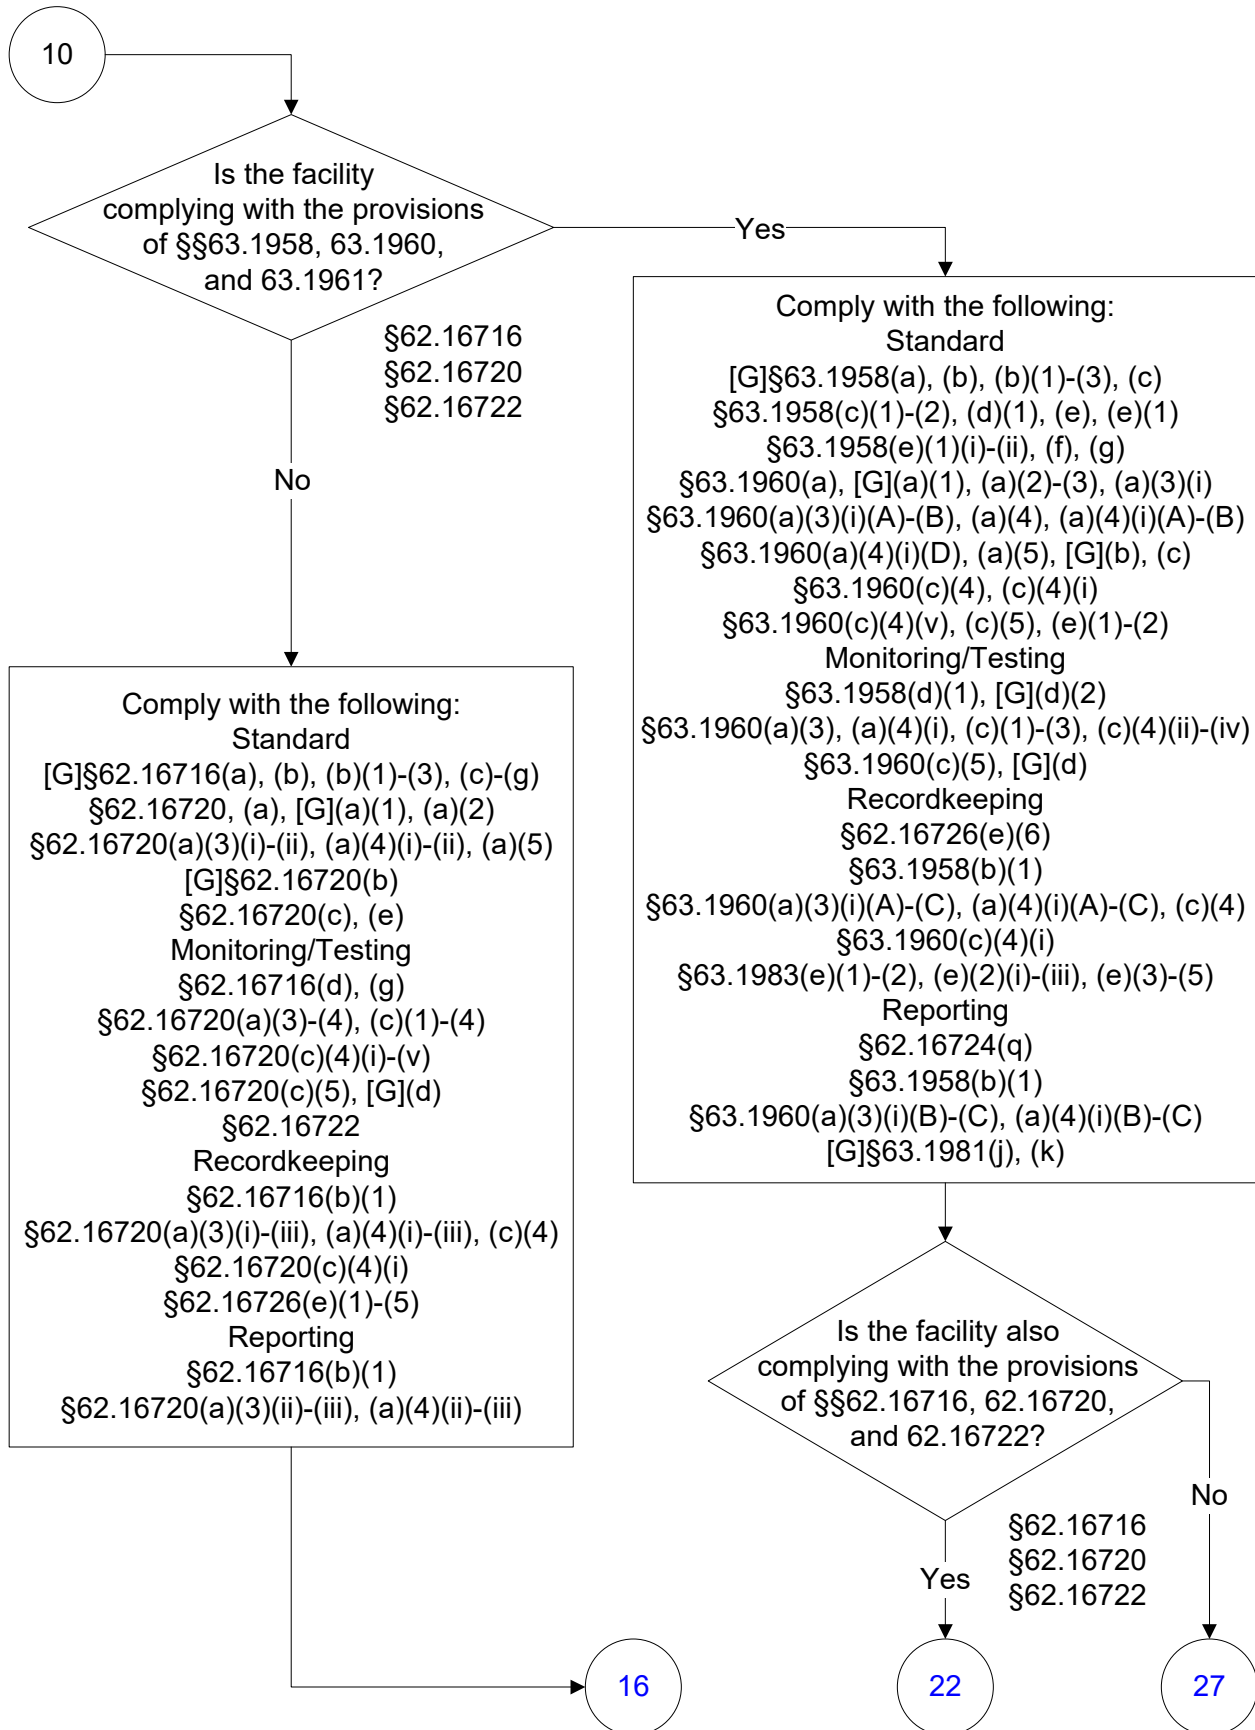 10
Is the facility
complying with the provisions
of §§63.1958, 63.1960,
and 63.1961?
Yes
§62.16716
§62.16720
§62.16722
No
Comply with the following:
Standard
[G]§63.1958(a), (b), (b)(1)-(3), (c)
§63.1958(c)(1)-(2), (d)(1), (e), (e)(1)
§63.1958(e)(1)(i)-(ii), (f), (g)
§63.1960(a), [G](a)(1), (a)(2)-(3), (a)(3)(i)
§63.1960(a)(3)(i)(A)-(B), (a)(4), (a)(4)(i)(A)-(B)
§63.1960(a)(4)(i)(D), (a)(5), [G](b), (c)
§63.1960(c)(4), (c)(4)(i)
§63.1960(c)(4)(v), (c)(5), (e)(1)-(2)
Monitoring/Testing
§63.1958(d)(1), [G](d)(2)
§63.1960(a)(3), (a)(4)(i), (c)(1)-(3), (c)(4)(ii)-(iv)
§63.1960(c)(5), [G](d)
Recordkeeping
§62.16726(e)(6)
§63.1958(b)(1)
§63.1960(a)(3)(i)(A)-(C), (a)(4)(i)(A)-(C), (c)(4)
§63.1960(c)(4)(i)
§63.1983(e)(1)-(2), (e)(2)(i)-(iii), (e)(3)-(5)
Reporting
§62.16724(q)
§63.1958(b)(1)
§63.1960(a)(3)(i)(B)-(C), (a)(4)(i)(B)-(C)
[G]§63.1981(j), (k)
Comply with the following:
Standard
[G]§62.16716(a), (b), (b)(1)-(3), (c)-(g)
§62.16720, (a), [G](a)(1), (a)(2)
§62.16720(a)(3)(i)-(ii), (a)(4)(i)-(ii), (a)(5)
[G]§62.16720(b)
§62.16720(c), (e)
Monitoring/Testing
§62.16716(d), (g)
§62.16720(a)(3)-(4), (c)(1)-(4)
§62.16720(c)(4)(i)-(v)
§62.16720(c)(5), [G](d)
§62.16722
Recordkeeping
§62.16716(b)(1)
§62.16720(a)(3)(i)-(iii), (a)(4)(i)-(iii), (c)(4)
§62.16720(c)(4)(i)
§62.16726(e)(1)-(5)
Reporting
§62.16716(b)(1)
§62.16720(a)(3)(ii)-(iii), (a)(4)(ii)-(iii)
Is the facility also
complying with the provisions
of §§62.16716, 62.16720,
and 62.16722?
No
§62.16716
§62.16720
§62.16722
Yes
16
22
27